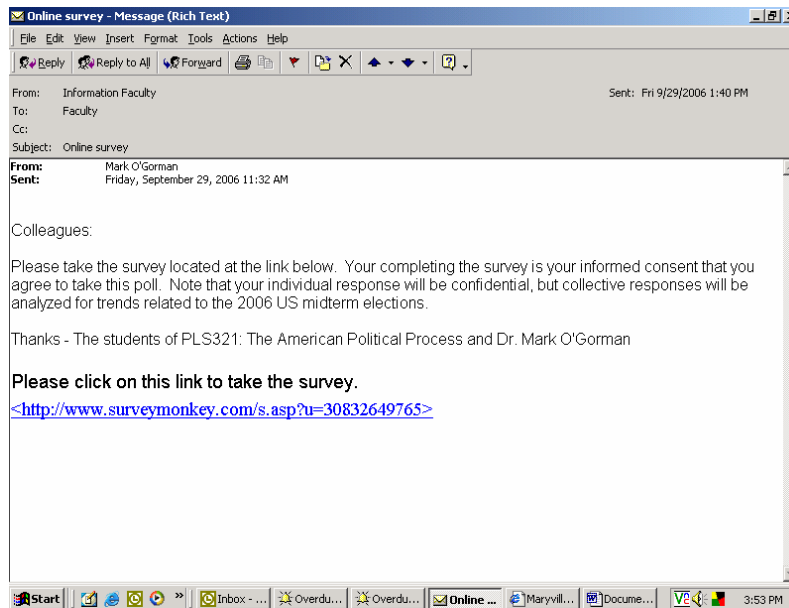 Online survey - Message (Rich Text)
File Edit View Insert Format Tools Actions Help
Reply Reply to All Forward
From: Information Faculty Sent: Fri 9/29/2006 1:40 PM
To: Faculty
Cc:
Subject: Online survey
From: Mark O'Gorman
Sent: Friday, September 29, 2006 11:32 AM
Colleagues:
Please take the survey located at the link below. Your completing the survey is your informed consent that you
agree to take this poll. Note that your individual response will be confidential, but collective responses will be
analyzed for trends related to the 2006 US midterm elections.
Thanks - The students of PLS321: The American Political Process and Dr. Mark O'Gorman
Please click on this link to take the survey.
<http://www.surveymonkey.com/s.asp?u=30832649765>
Start » Inbox - ... Overdu... Overdu... Online ... Maryvill... Docume... 3:53 PM